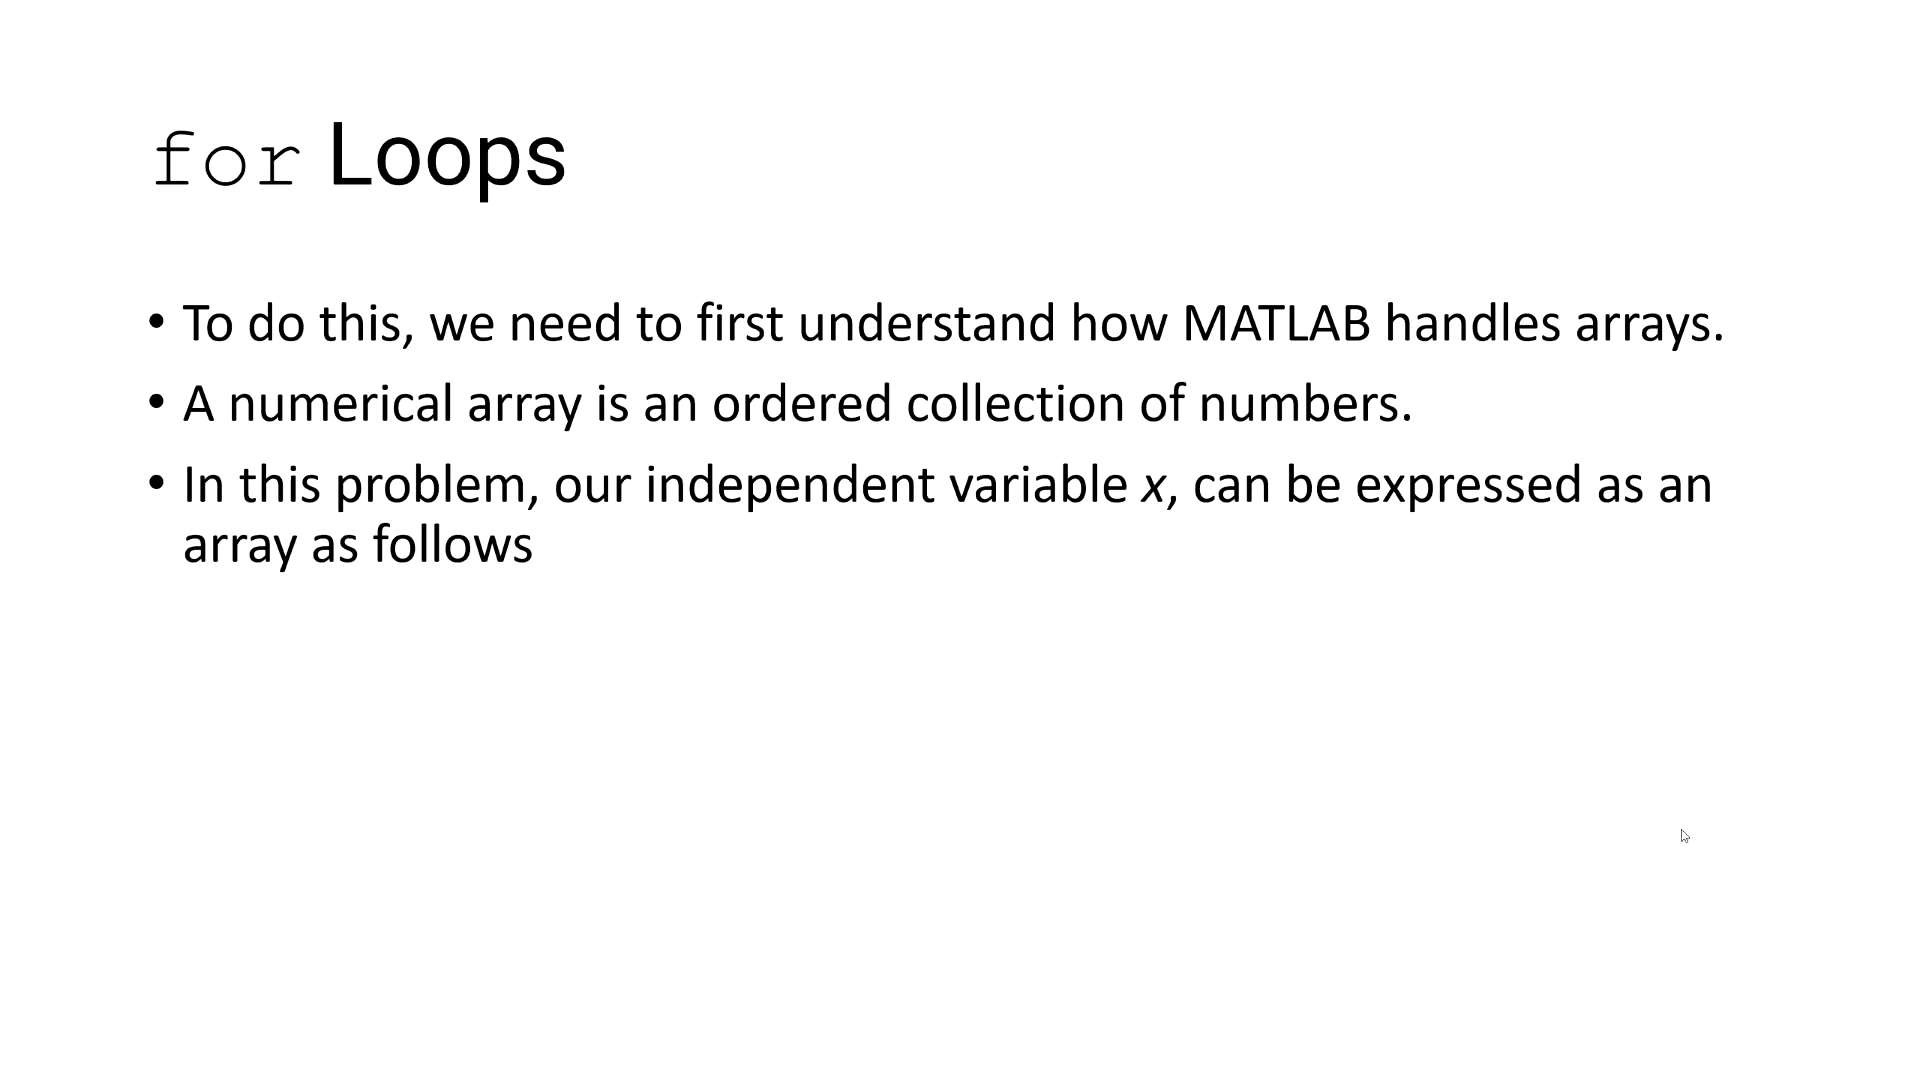 for Loops
• To do this, we need to first understand how MATLAB handles arrays.
• A numerical array is an ordered collection of numbers.
• In this problem, our independent variable x, can be expressed as an
array as follows